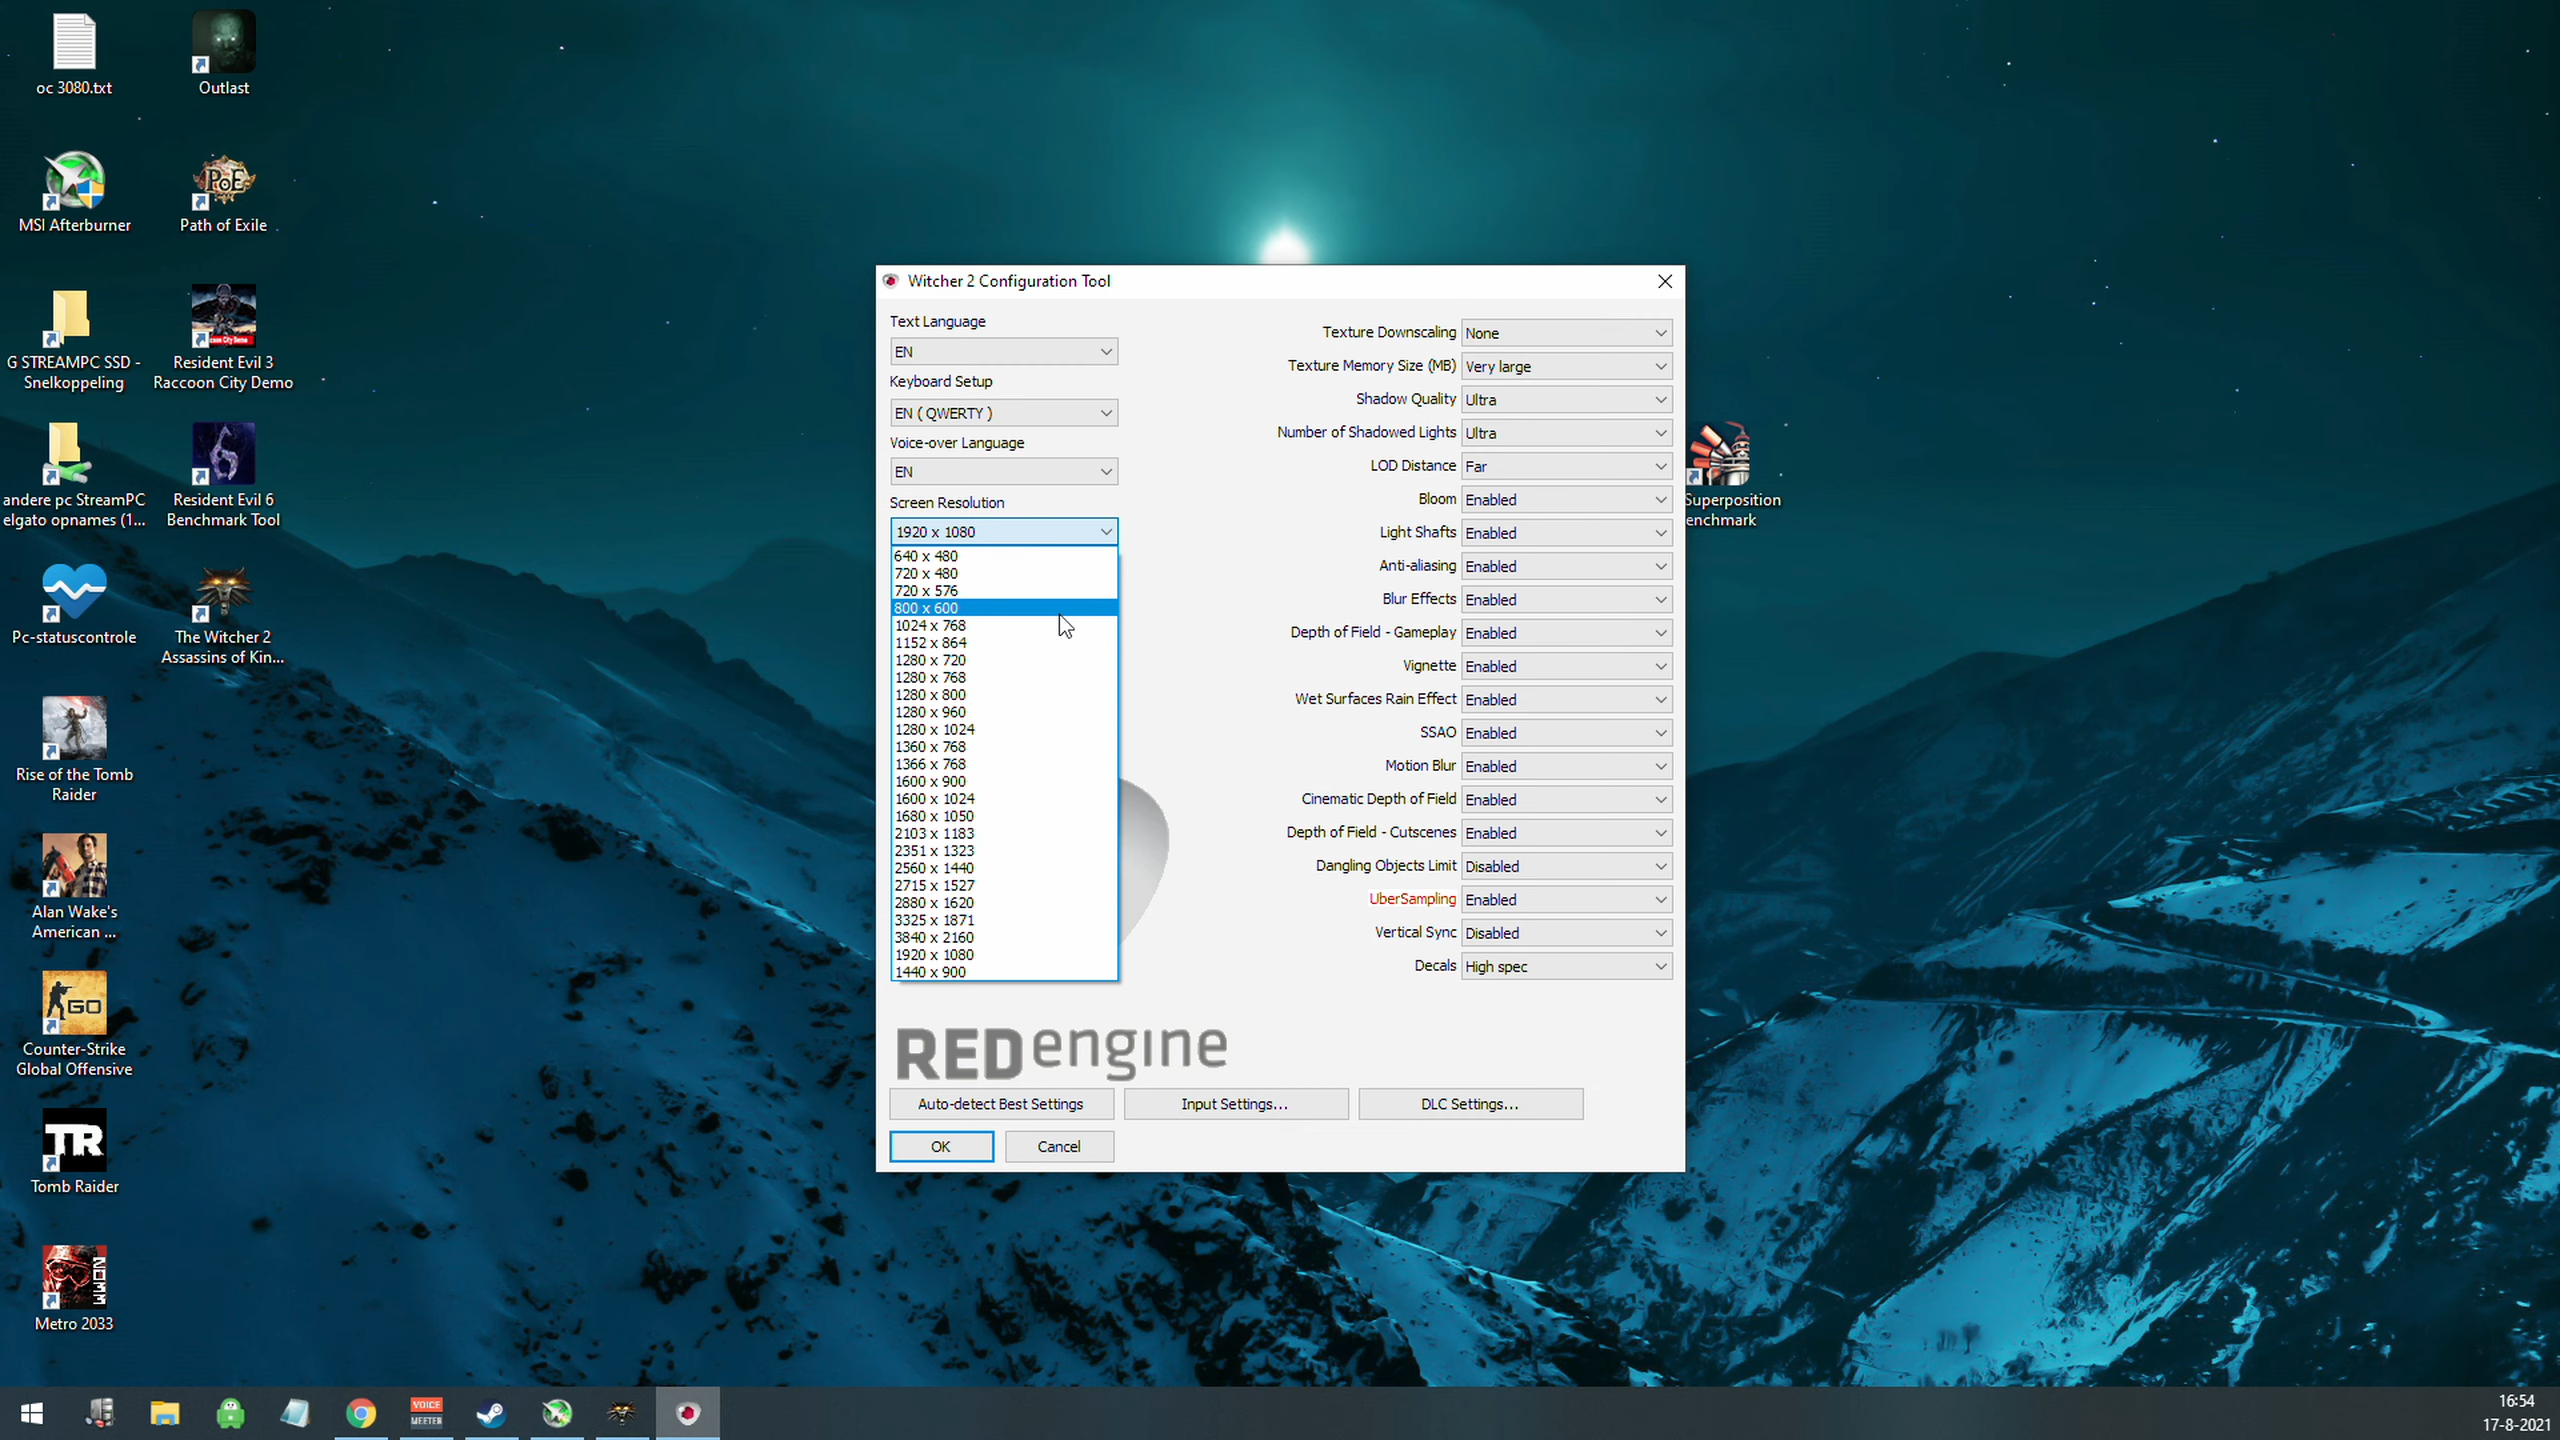 oc 3080.txt
Outlast
MSI Afterburner
Path of Exile
G STREAMPC SSD -
Snelkoppeling
Resident Evil 3
Raccoon City Demo
andere pc StreamPC
elgato opnames (1...
Resident Evil 6
Benchmark Tool
Pc-statuscontrole
The Witcher 2
Assassins of Kin...
Rise of the Tomb
Raider
Alan Wake's
American ...
GO
Counter-Strike
Global Offensive
TR
Tomb Raider
Metro 2033
Superposition
enchmark
Witcher 2 Configuration Tool
Text Language
EN
Keyboard Setup
EN ( QWERTY )
Voice-over Language
EN
Screen Resolution
1920 x 1080
640 x 480
720 x 480
720 x 576
800 x 600
1024 x 768
1152 x 864
1280 x 720
1280 x 768
1280 x 800
1280 x 960
1280 x 1024
1360 x 768
1366 x 768
1600 x 900
1600 x 1024
1680 x 1050
2103 x 1183
2351 x 1323
2560 x 1440
2715 x 1527
2880 x 1620
3325 x 1871
3840 x 2160
1920 x 1080
1440 x 900
Texture Downscaling None
Texture Memory Size (MB) Very large
Shadow Quality Ultra
Number of Shadowed Lights Ultra
LOD Distance Far
Bloom Enabled
Light Shafts Enabled
Anti-aliasing Enabled
Blur Effects Enabled
Depth of Field - Gameplay Enabled
Vignette Enabled
Wet Surfaces Rain Effect Enabled
SSAO Enabled
Motion Blur Enabled
Cinematic Depth of Field Enabled
Depth of Field - Cutscenes Enabled
Dangling Objects Limit Disabled
UberSampling Enabled
Vertical Sync Disabled
Decals High spec
REDengine
Auto-detect Best Settings
Input Settings...
DLC Settings...
OK
Cancel
VOICE
MEETER
16:54
17-8-2021